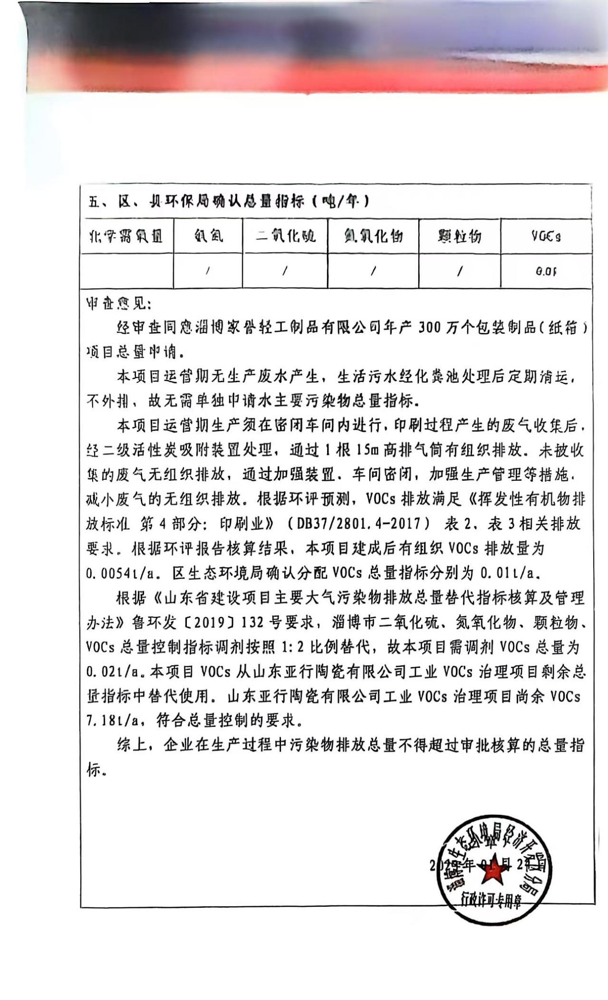 五、区、县环保局确认总量指标（吨/年）
化学需氧量 氨氮 二氧化硫 氮氧化物 颗粒物 VOCs
/ / / / 0.01
审查意见：
经审查同意淄博家誉轻工制品有限公司年产 300 万个包装制品（纸箱）
项目总量申请。
本项目运营期无生产废水产生，生活污水经化粪池处理后定期清运，
不外排，故无需单独申请水主要污染物总量指标。
本项目运营期生产须在密闭车间内进行，印刷过程产生的废气收集后，
经二级活性炭吸附装置处理，通过 1 根 15m 高排气筒有组织排放。未被收
集的废气无组织排放，通过加强装置、车间密闭，加强生产管理等措施，
减小废气的无组织排放。根据环评预测，VOCs 排放满足《挥发性有机物排
放标准 第 4 部分：印刷业》（DB37/2801.4-2017） 表 2、表 3 相关排放
要求。根据环评报告核算结果，本项目建成后有组织 VOCs 排放量为
0.0054t/a。区生态环境局确认分配 VOCs 总量指标分别为 0.01t/a。
根据《山东省建设项目主要大气污染物排放总量替代指标核算及管理
办法》鲁环发〔2019〕132 号要求，淄博市二氧化硫、氮氧化物、颗粒物、
VOCs 总量控制指标调剂按照 1:2 比例替代，故本项目需调剂 VOCs 总量为
0.02t/a。本项目 VOCs 从山东亚行陶瓷有限公司工业 VOCs 治理项目剩余总
量指标中替代使用。山东亚行陶瓷有限公司工业 VOCs 治理项目尚余 VOCs
7.18t/a，符合总量控制的要求。
综上，企业在生产过程中污染物排放总量不得超过审批核算的总量指
标。
淄博市生态环境局经济开发区分局
行政许可专用章